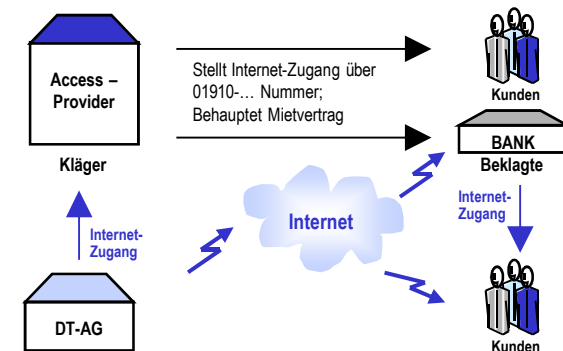 Access –
Provider
Kläger
Stellt Internet-Zugang über
01910-… Nummer;
Behauptet Mietvertrag
Kunden
BANK
Beklagte
Internet-
Zugang
Internet
Internet-
Zugang
DT-AG
Kunden